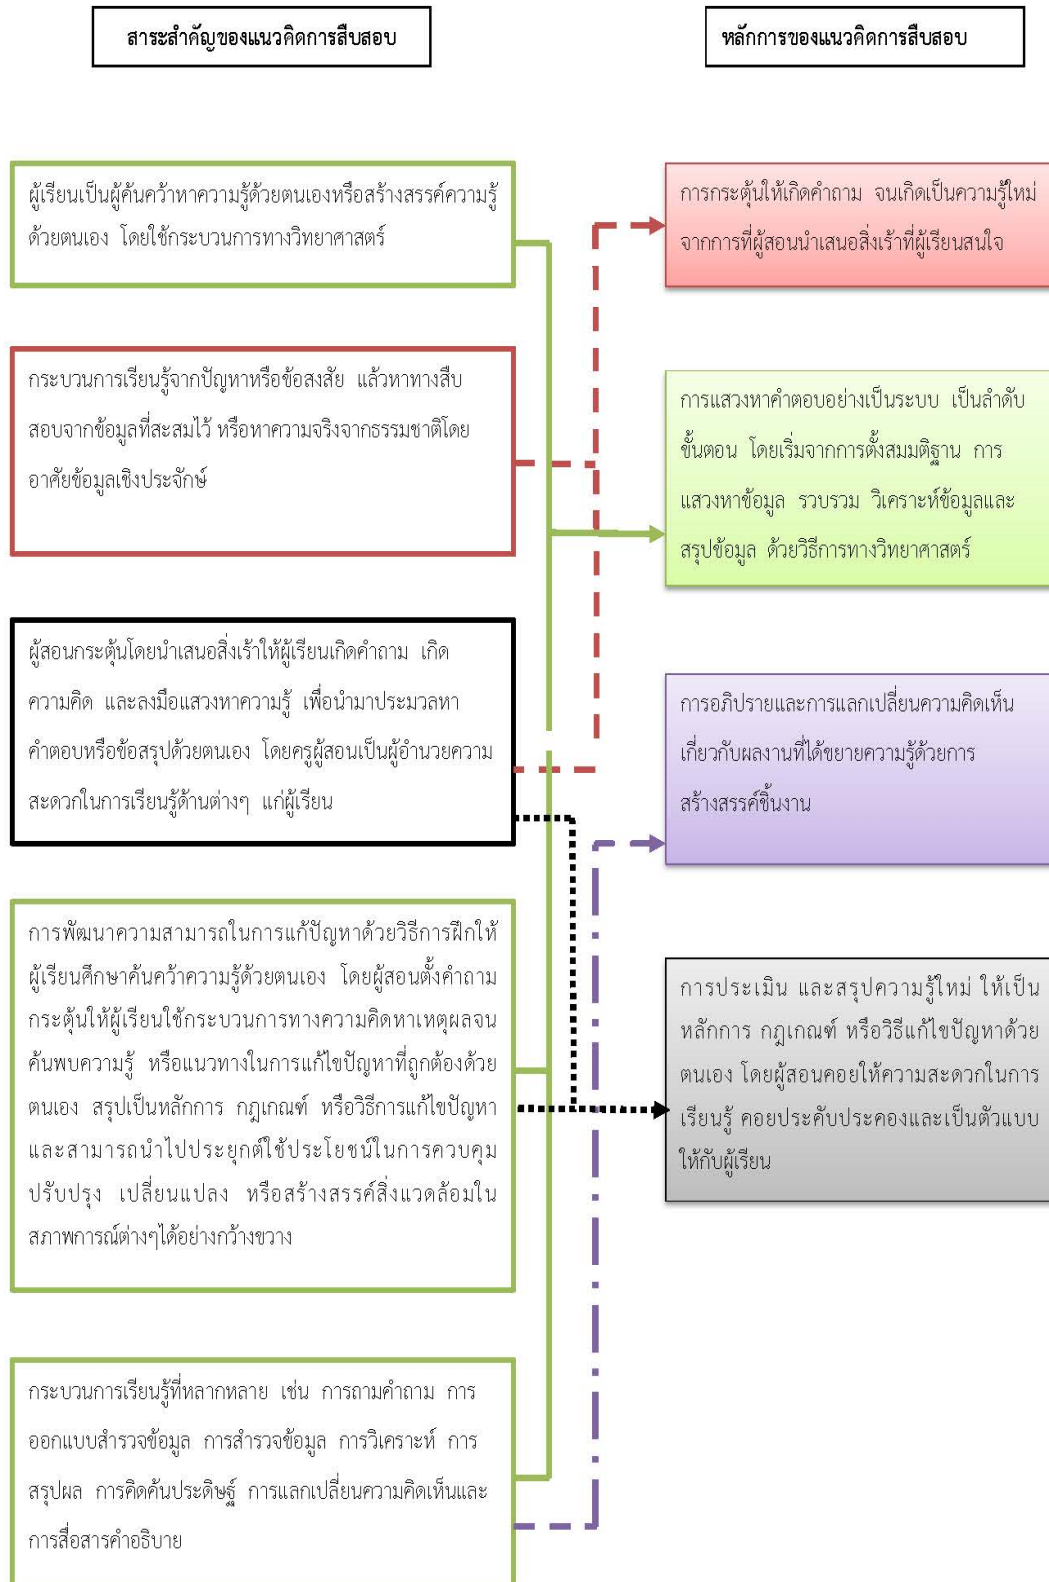 สาระสำคัญของแนวคิดการสืบสอบ
หลักการของแนวคิดการสืบสอบ
ผู้เรียนเป็นผู้ค้นคว้าหาความรู้ด้วยตนเองหรือสร้างสรรค์ความรู้
ด้วยตนเอง โดยใช้กระบวนการทางวิทยาศาสตร์
กระบวนการเรียนรู้จากปัญหาหรือข้อสงสัย แล้วหาทางสืบ
สอบจากข้อมูลที่สะสมไว้ หรือหาความจริงจากธรรมชาติโดย
อาศัยข้อมูลเชิงประจักษ์
ผู้สอนกระตุ้นโดยนำเสนอสิ่งเร้าให้ผู้เรียนเกิดคำถาม เกิด
ความคิด และลงมือแสวงหาความรู้ เพื่อนำมาประมวลหา
คำตอบหรือข้อสรุปด้วยตนเอง โดยครูผู้สอนเป็นผู้อำนวยความ
สะดวกในการเรียนรู้ด้านต่างๆ แก่ผู้เรียน
การพัฒนาความสามารถในการแก้ปัญหาด้วยวิธีการฝึกให้
ผู้เรียนศึกษาค้นคว้าความรู้ด้วยตนเอง โดยผู้สอนตั้งคำถาม
กระตุ้นให้ผู้เรียนใช้กระบวนการทางความคิดหาเหตุผลจน
ค้นพบความรู้ หรือแนวทางในการแก้ไขปัญหาที่ถูกต้องด้วย
ตนเอง สรุปเป็นหลักการ กฎเกณฑ์ หรือวิธีการแก้ไขปัญหา
และสามารถนำไปประยุกต์ใช้ประโยชน์ในการควบคุม
ปรับปรุง เปลี่ยนแปลง หรือสร้างสรรค์สิ่งแวดล้อมใน
สภาพการณ์ต่างๆได้อย่างกว้างขวาง
กระบวนการเรียนรู้ที่หลากหลาย เช่น การถามคำถาม การ
ออกแบบสำรวจข้อมูล การสำรวจข้อมูล การวิเคราะห์ การ
สรุปผล การคิดค้นประดิษฐ์ การแลกเปลี่ยนความคิดเห็นและ
การสื่อสารคำอธิบาย
การกระตุ้นให้เกิดคำถาม จนเกิดเป็นความรู้ใหม่
จากการที่ผู้สอนนำเสนอสิ่งเร้าที่ผู้เรียนสนใจ
การแสวงหาคำตอบอย่างเป็นระบบ เป็นลำดับ
ขั้นตอน โดยเริ่มจากการตั้งสมมติฐาน การ
แสวงหาข้อมูล รวบรวม วิเคราะห์ข้อมูลและ
สรุปข้อมูล ด้วยวิธีการทางวิทยาศาสตร์
การอภิปรายและการแลกเปลี่ยนความคิดเห็น
เกี่ยวกับผลงานที่ได้ขยายความรู้ด้วยการ
สร้างสรรค์ชิ้นงาน
การประเมิน และสรุปความรู้ใหม่ ให้เป็น
หลักการ กฎเกณฑ์ หรือวิธีแก้ไขปัญหาด้วย
ตนเอง โดยผู้สอนคอยให้ความสะดวกในการ
เรียนรู้ คอยประคับประคองและเป็นตัวแบบ
ให้กับผู้เรียน